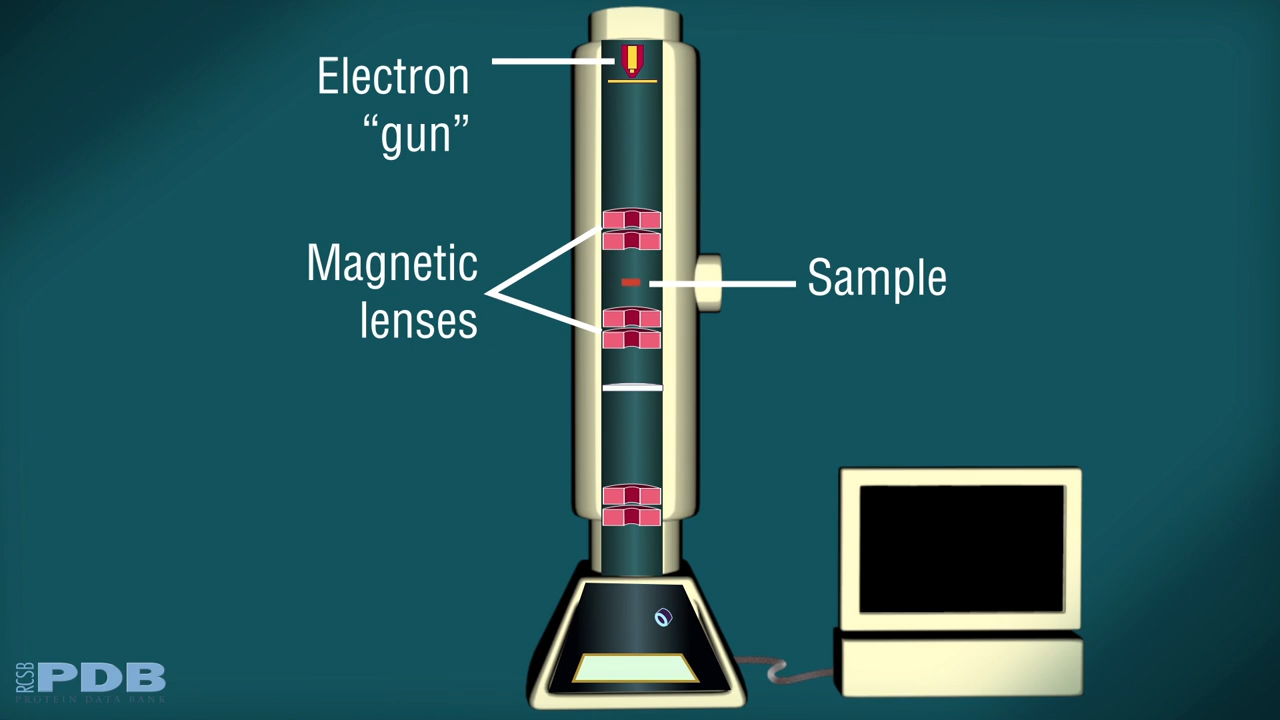 Electron
“gun”
Magnetic
lenses
Sample
RCSB PDB
PROTEIN DATA BANK